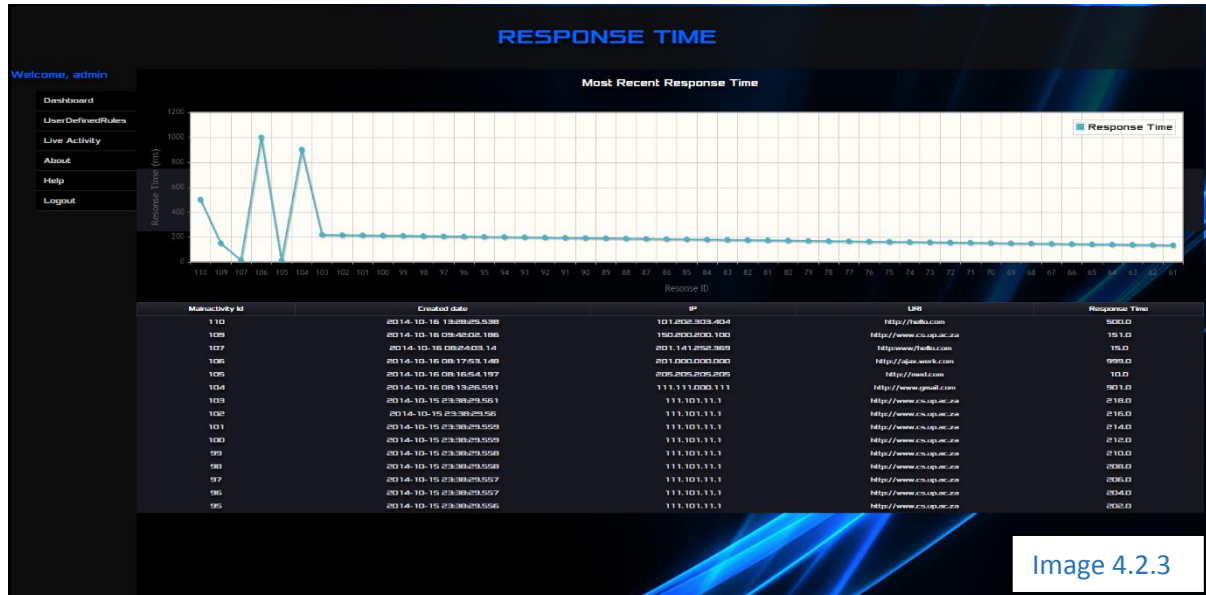 RESPONSE TIME
Welcome, admin
Dashboard
UserDefinedRules
Live Activity
About
Help
Logout
Most Recent Response Time
Response Time
Resonse Time (ms)
1200
1000
800
600
400
200
0
110 109 107 106 105 104 103 102 101 100 99 98 97 96 95 94 93 92 91 90 89 88 87 86 85 84 83 82 81 80 79 78 77 76 75 74 73 72 71 70 69 68 67 66 65 64 63 62 61
Resonse ID
Mainactivity Id Created date IP URI Response Time
110 2014-10-16 13:28:25.538 101.202.303.404 http://hello.com 500.0
109 2014-10-16 09:42:02.186 150.200.200.100 http://www.cs.up.ac.za 151.0
107 2014-10-16 08:24:03.14 201.141.252.369 http:www/hello.com 15.0
106 2014-10-16 08:17:53.148 201.000.000.000 http://ajax.werk.com 999.0
105 2014-10-16 08:16:54.197 205.205.205.205 http://med.com 10.0
104 2014-10-16 08:13:26.591 111.111.000.111 http://www.gmail.com 901.0
103 2014-10-15 23:38:29.561 111.101.11.1 http://www.cs.up.ac.za 218.0
102 2014-10-15 23:38:29.56 111.101.11.1 http://www.cs.up.ac.za 216.0
101 2014-10-15 23:38:29.559 111.101.11.1 http://www.cs.up.ac.za 214.0
100 2014-10-15 23:38:29.559 111.101.11.1 http://www.cs.up.ac.za 212.0
99 2014-10-15 23:38:29.558 111.101.11.1 http://www.cs.up.ac.za 210.0
98 2014-10-15 23:38:29.558 111.101.11.1 http://www.cs.up.ac.za 208.0
97 2014-10-15 23:38:29.557 111.101.11.1 http://www.cs.up.ac.za 206.0
96 2014-10-15 23:38:29.557 111.101.11.1 http://www.cs.up.ac.za 204.0
95 2014-10-15 23:38:29.556 111.101.11.1 http://www.cs.up.ac.za 202.0
Image 4.2.3